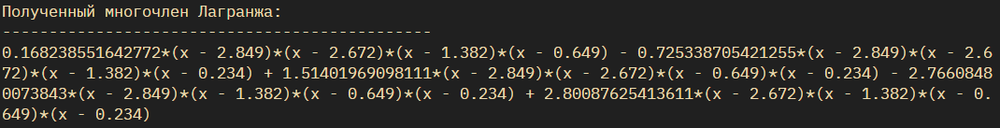 Полученный многочлен Лагранжа:
----------------------------------------------
0.168238551642772*(x - 2.849)*(x - 2.672)*(x - 1.382)*(x - 0.649) - 0.725338705421255*(x - 2.849)*(x - 2.6
72)*(x - 1.382)*(x - 0.234) + 1.51401969098111*(x - 2.849)*(x - 2.672)*(x - 0.649)*(x - 0.234) - 2.7660848
0073843*(x - 2.849)*(x - 1.382)*(x - 0.649)*(x - 0.234) + 2.80087625413611*(x - 2.672)*(x - 1.382)*(x - 0.
649)*(x - 0.234)